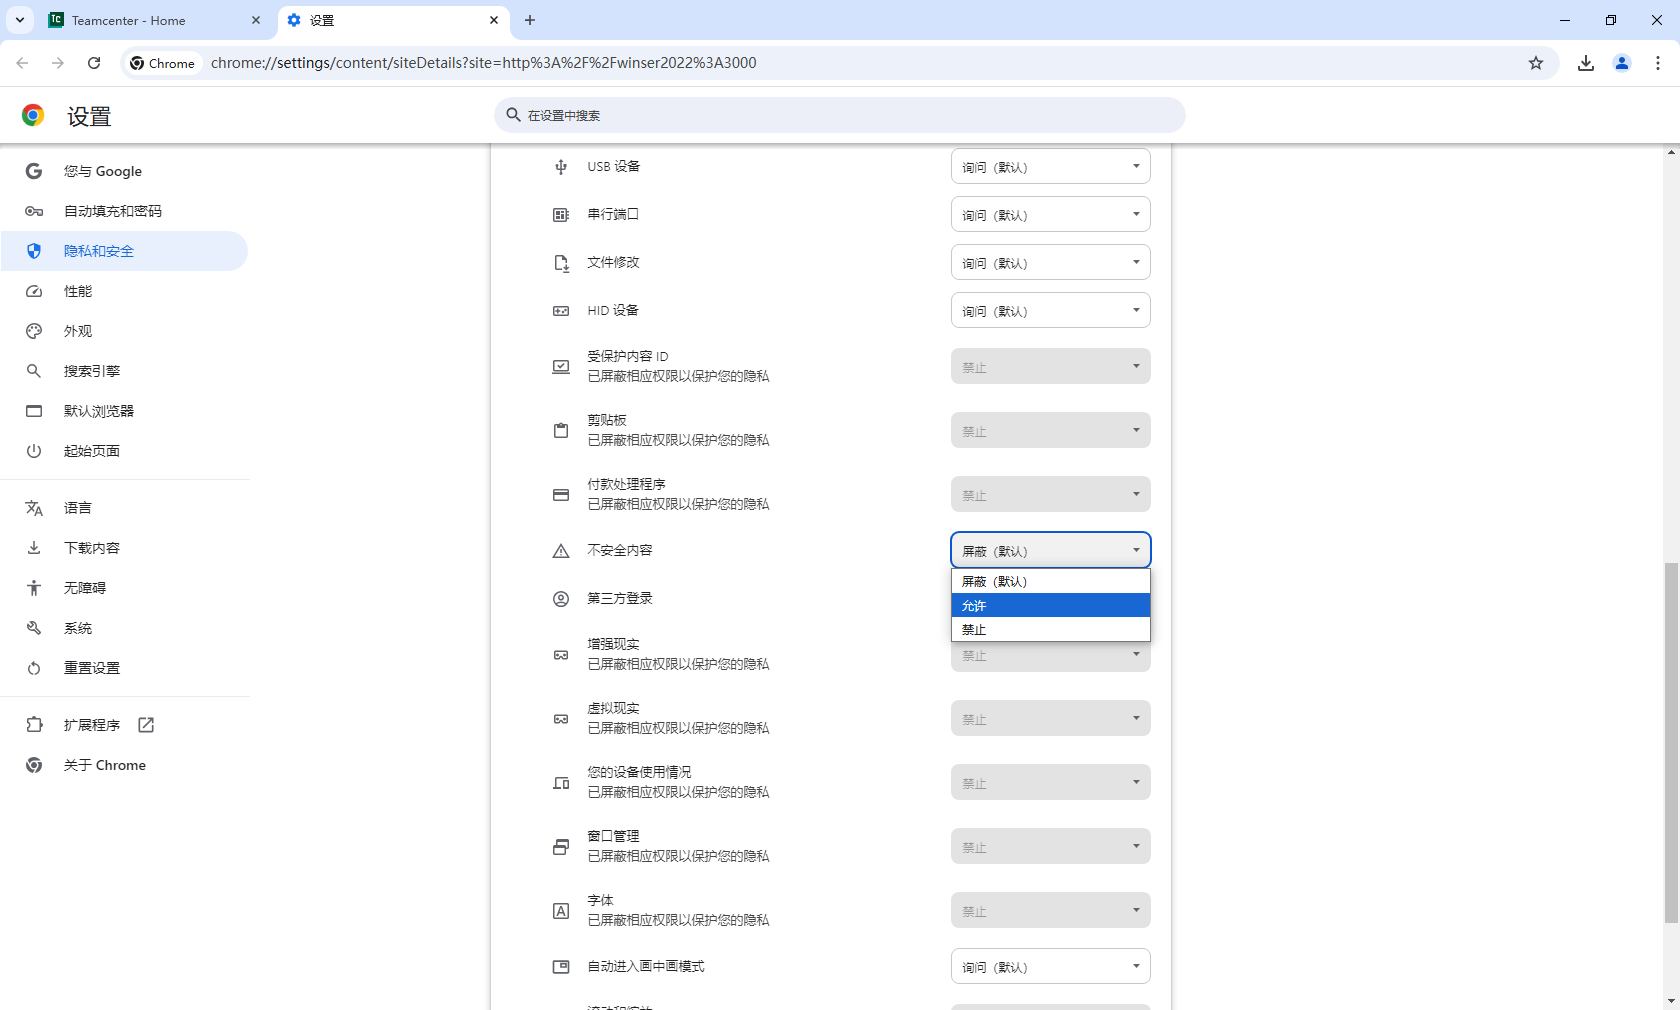 Teamcenter - Home
设置
Chrome
chrome://settings/content/siteDetails?site=http%3A%2F%2Fwinser2022%3A3000
设置
在设置中搜索
您与 Google
自动填充和密码
隐私和安全
性能
外观
搜索引擎
默认浏览器
起始页面
语言
下载内容
无障碍
系统
重置设置
扩展程序
关于 Chrome
USB 设备
询问（默认）
串行端口
询问（默认）
文件修改
询问（默认）
HID 设备
询问（默认）
受保护内容 ID
已屏蔽相应权限以保护您的隐私
禁止
剪贴板
已屏蔽相应权限以保护您的隐私
禁止
付款处理程序
已屏蔽相应权限以保护您的隐私
禁止
不安全内容
屏蔽（默认）
屏蔽（默认）
允许
禁止
第三方登录
增强现实
已屏蔽相应权限以保护您的隐私
禁止
虚拟现实
已屏蔽相应权限以保护您的隐私
禁止
您的设备使用情况
已屏蔽相应权限以保护您的隐私
禁止
窗口管理
已屏蔽相应权限以保护您的隐私
禁止
字体
已屏蔽相应权限以保护您的隐私
禁止
自动进入画中画模式
询问（默认）